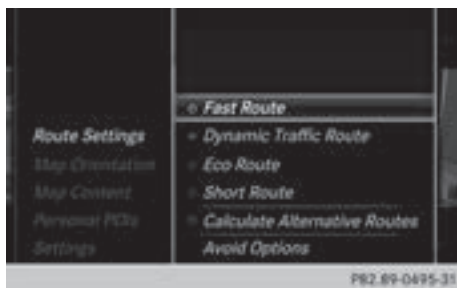 Fast Route
Route Settings
Dynamic Traffic Route
Map Orientation
Eco Route
Map Content
Short Route
Personal POIs
Calculate Alternative Routes
Settings
Avoid Options
P82.89-0495-31